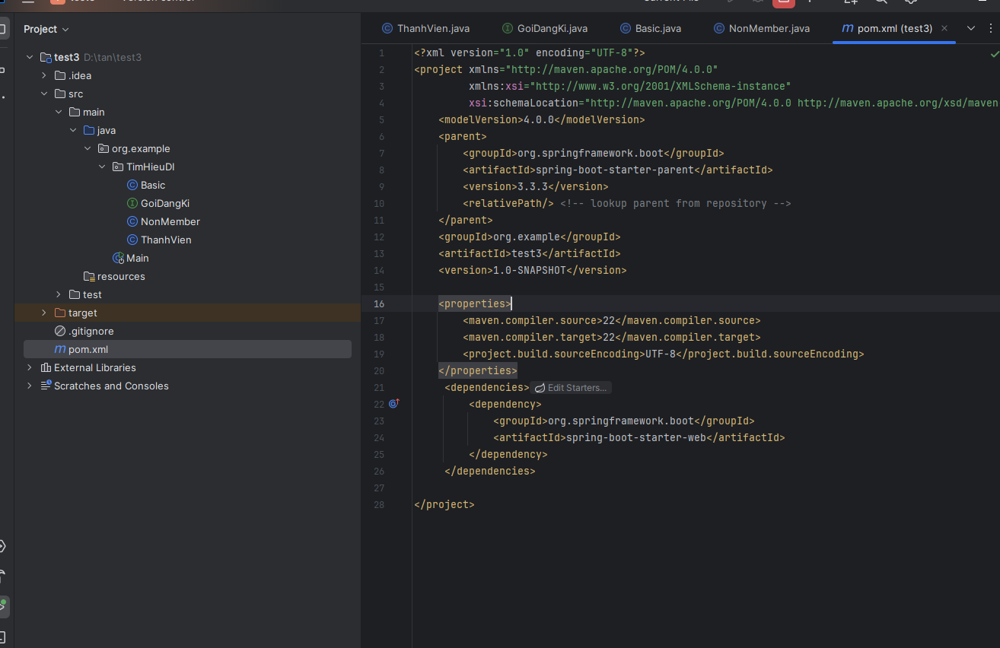 Project
test3 D:\tan\test3
.idea
src
main
java
org.example
TimHieuDI
Basic
GoiDangKi
NonMember
ThanhVien
Main
resources
test
target
.gitignore
pom.xml
External Libraries
Scratches and Consoles
ThanhVien.java GoiDangKi.java Basic.java NonMember.java pom.xml (test3)
1 <?xml version="1.0" encoding="UTF-8"?>
2 <project xmlns="http://maven.apache.org/POM/4.0.0"
3 xmlns:xsi="http://www.w3.org/2001/XMLSchema-instance"
4 xsi:schemaLocation="http://maven.apache.org/POM/4.0.0 http://maven.apache.org/xsd/maven
5 <modelVersion>4.0.0</modelVersion>
6 <parent>
7 <groupId>org.springframework.boot</groupId>
8 <artifactId>spring-boot-starter-parent</artifactId>
9 <version>3.3.3</version>
10 <relativePath/> <!-- lookup parent from repository -->
11 </parent>
12 <groupId>org.example</groupId>
13 <artifactId>test3</artifactId>
14 <version>1.0-SNAPSHOT</version>
15
16 <properties>
17 <maven.compiler.source>22</maven.compiler.source>
18 <maven.compiler.target>22</maven.compiler.target>
19 <project.build.sourceEncoding>UTF-8</project.build.sourceEncoding>
20 </properties>
21 <dependencies> Edit Starters...
22 <dependency>
23 <groupId>org.springframework.boot</groupId>
24 <artifactId>spring-boot-starter-web</artifactId>
25 </dependency>
26 </dependencies>
27
28 </project>